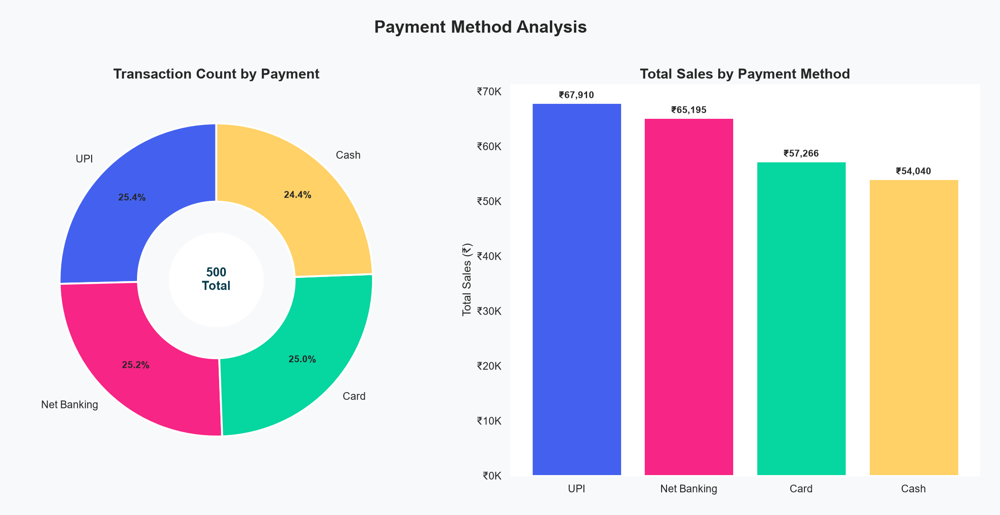 Payment Method Analysis
Transaction Count by Payment
UPI
Cash
25.4%
24.4%
500
Total
25.2%
25.0%
Net Banking
Card
Total Sales by Payment Method
Total Sales (₹)
₹70K
₹60K
₹50K
₹40K
₹30K
₹20K
₹10K
₹0K
₹67,910
₹65,195
₹57,266
₹54,040
UPI
Net Banking
Card
Cash